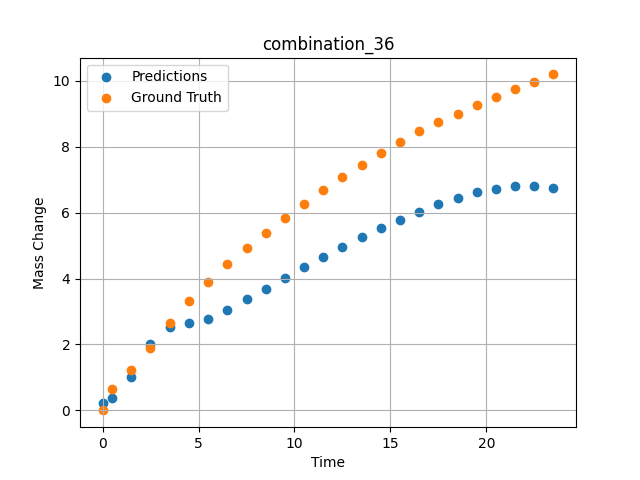 combination_36
Predictions
Ground Truth
Mass Change
10
8
6
4
2
0
0 5 10 15 20
Time